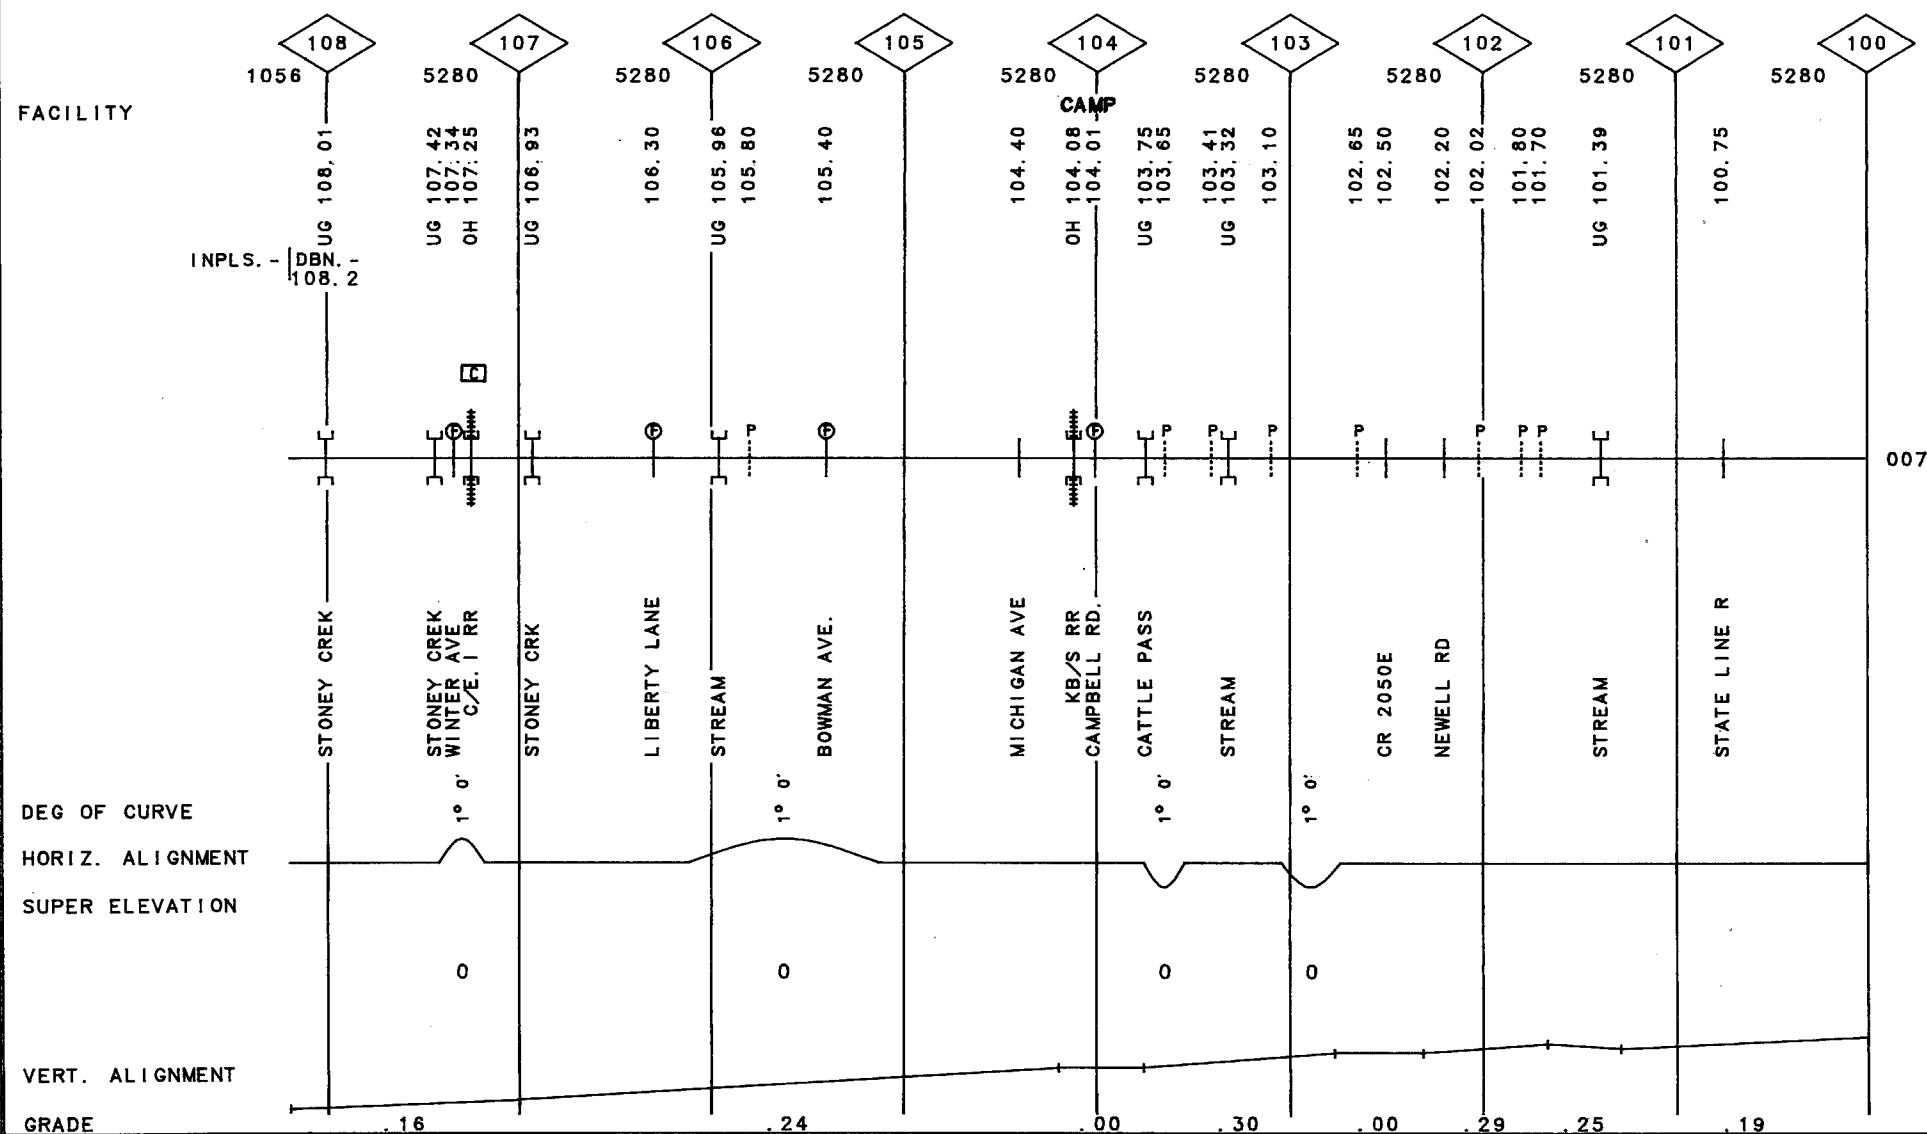 108 107 106 105 104 103 102 101 100
1056 5280 5280 5280 5280 5280 5280 5280 5280
FACILITY
CAMP
UG 108.01
UG 107.42
107.34
OH 107.25
UG 106.93
106.30
UG 105.96
105.80
105.40
104.40
OH 104.08
104.01
UG 103.75
103.65
103.41
UG 103.32
103.10
102.65
102.50
102.20
102.02
101.80
101.70
UG 101.39
100.75
INPLS. - DBN. -
108.2
C
F F P F F P P P P P P P
007
STONEY CREK
STONEY CREK
WINTER AVE
C/E. I RR
STONEY CRK
LIBERTY LANE
STREAM
BOWMAN AVE.
MICHIGAN AVE
KB/S RR
CAMPBELL RD.
CATTLE PASS
STREAM
CR 2050E
NEWELL RD
STREAM
STATE LINE R
DEG OF CURVE
1° 0' 1° 0' 1° 0' 1° 0'
HORIZ. ALIGNMENT
SUPER ELEVATION
0 0 0 0
VERT. ALIGNMENT
GRADE .16 .24 .00 .30 .00 .29 .25 .19